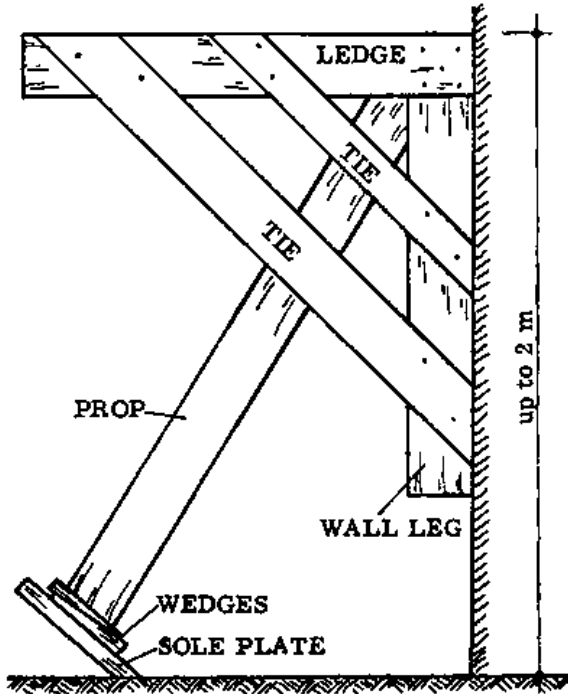 LEDGE
TIE
TIE
up to 2 m
PROP
WALL LEG
WEDGES
SOLE PLATE